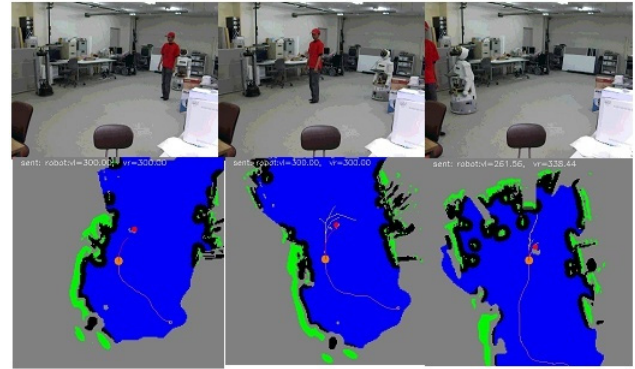 sent: robot:vl=300.00, vr=300.00
sent: robot:vl=300.00, vr=300.00
sent: robot:vl=261.56, vr=338.44